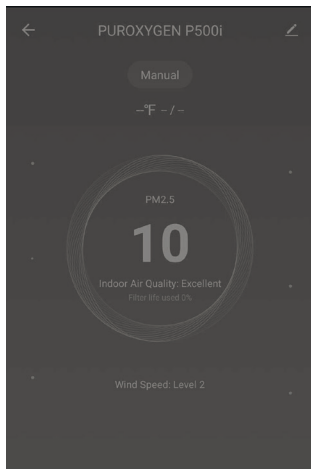 PUROXYGEN P500i
Manual
--°F -- / --
PM2.5
10
Indoor Air Quality: Excellent
Filter life used 0%
Wind Speed: Level 2